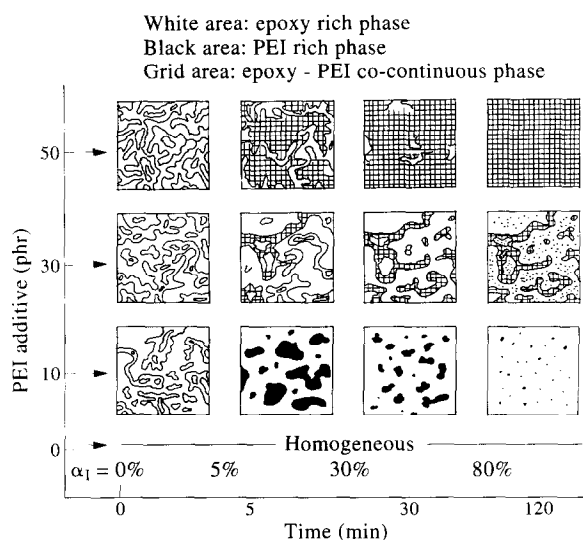 White area: epoxy rich phase
Black area: PEI rich phase
Grid area: epoxy - PEI co-continuous phase
PEI additive (phr)
50
30
10
0
Homogeneous
α_I = 0% 5% 30% 80%
0 5 30 120
Time (min)